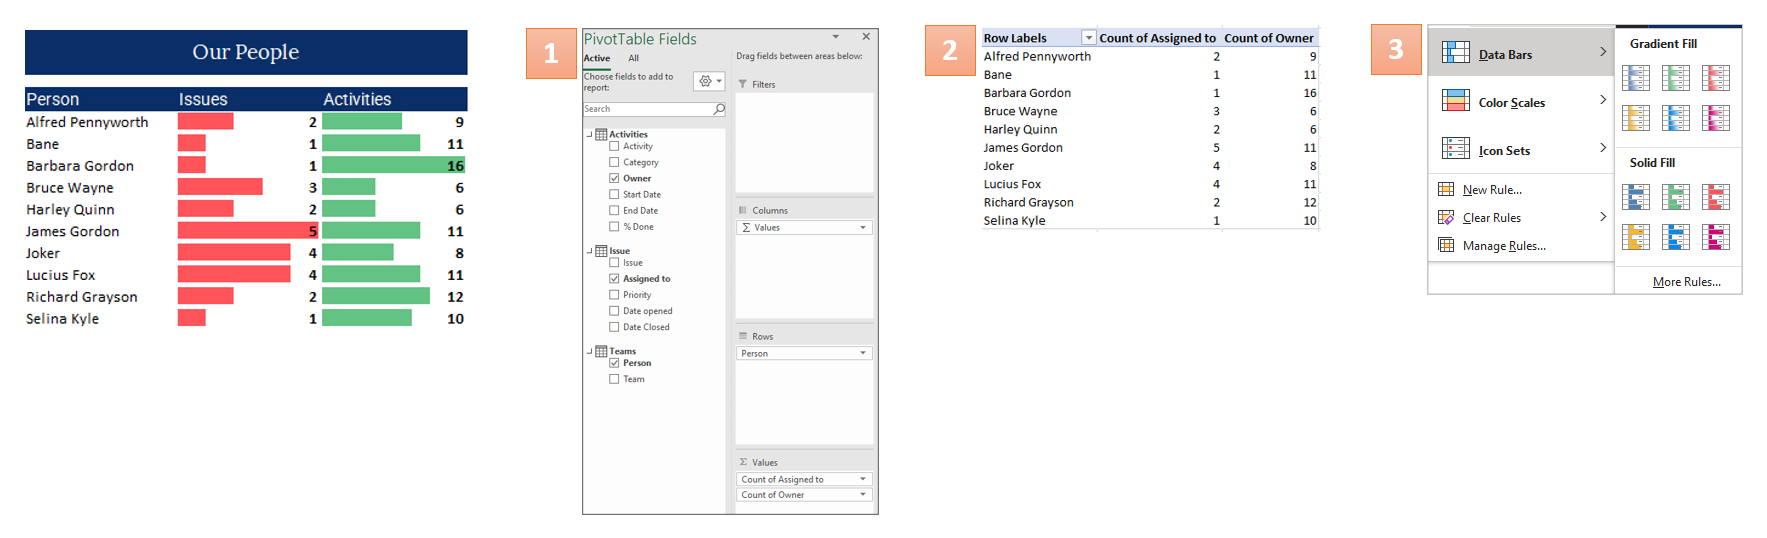 Our People
Person Issues Activities
Alfred Pennyworth 2 9
Bane 1 11
Barbara Gordon 1 16
Bruce Wayne 3 6
Harley Quinn 2 6
James Gordon 5 11
Joker 4 8
Lucius Fox 4 11
Richard Grayson 2 12
Selina Kyle 1 10
1
PivotTable Fields
Active All
Choose fields to add to
report:
Search
Activities
Activity
Category
Owner
Start Date
End Date
% Done
Issue
Issue
Assigned to
Priority
Date opened
Date Closed
Teams
Person
Team
Drag fields between areas below:
Filters
Columns
Σ Values
Rows
Person
Σ Values
Count of Assigned to
Count of Owner
2
Row Labels Count of Assigned to Count of Owner
Alfred Pennyworth 2 9
Bane 1 11
Barbara Gordon 1 16
Bruce Wayne 3 6
Harley Quinn 2 6
James Gordon 5 11
Joker 4 8
Lucius Fox 4 11
Richard Grayson 2 12
Selina Kyle 1 10
3
Data Bars
Color Scales
Icon Sets
New Rule...
Clear Rules
Manage Rules...
Gradient Fill
Solid Fill
More Rules...